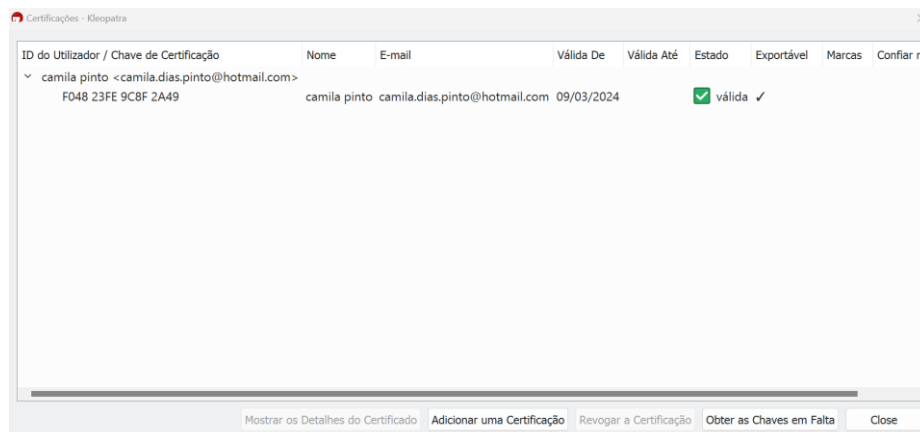 Certificações - Kleopatra
ID do Utilizador / Chave de Certificação Nome E-mail Válida De Válida Até Estado Exportável Marcas Confiar
camila pinto <camila.dias.pinto@hotmail.com>
F048 23FE 9C8F 2A49 camila pinto camila.dias.pinto@hotmail.com 09/03/2024 válida ✓
Mostrar os Detalhes do Certificado Adicionar uma Certificação Revogar a Certificação Obter as Chaves em Falta Close